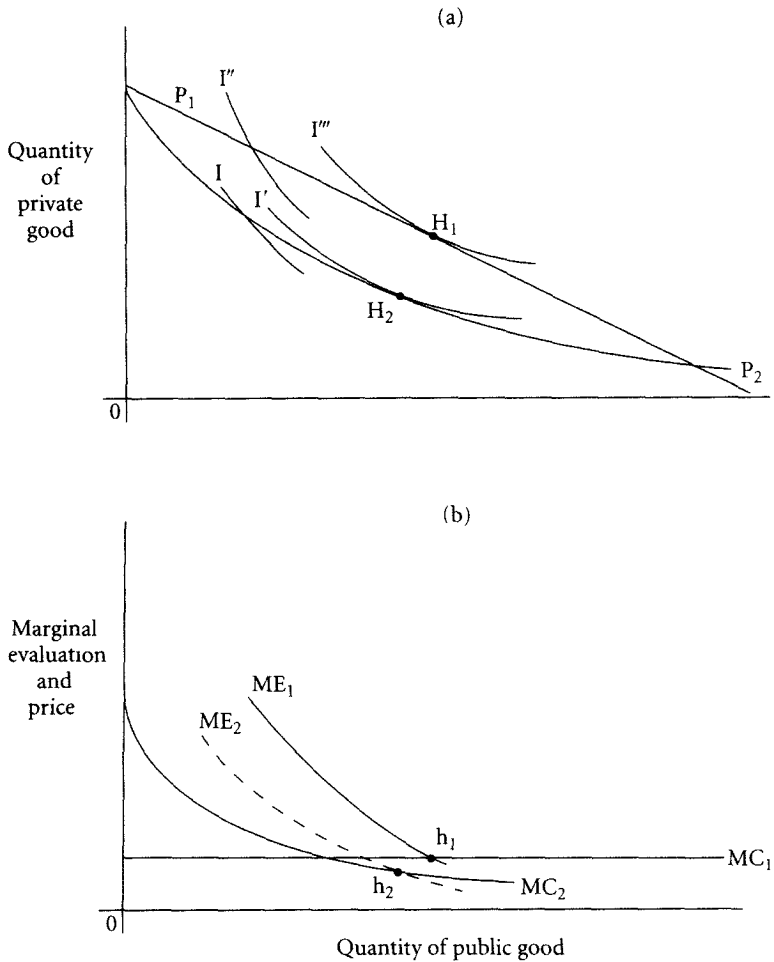 (a)
I″
P₁
I‴
Quantity
of
private
good
I
I′
H₁
H₂
P₂
0
(b)
Marginal
evaluation
and
price
ME₁
ME₂
h₁
MC₁
h₂
MC₂
0
Quantity of public good